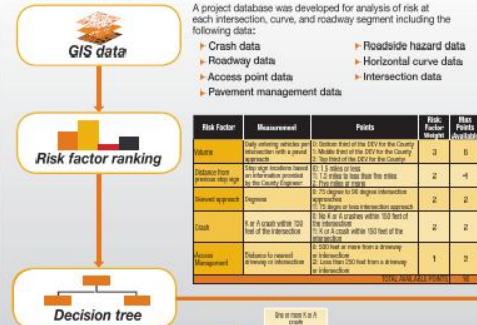 A project database was developed for analysis of risk at
each intersection, curve, and roadway segment including the
following data:
Crash data
Roadway data
Access point data
Pavement management data
Roadside hazard data
Horizontal curve data
Intersection data
GIS data
Risk factor ranking
Decision tree
Risk Factor Measurement Points Risk Factor Weight Max Points Available
Volume
Daily entering vehicles per
intersection with a paved
approach
0: Bottom third of the DEV for the County
1: Middle third of the DEV for the County
2: Top third of the DEV for the County
3 6
Distance from
previous stop sign
Stop sign locations based
on information provided
by the County Engineer
0: 1.5 miles or less
1: 1.5 miles to less than five miles
2: Five miles or more
2 4
Skewed approach Degrees
0: 75 degree to 90 degree intersection
approaches
1: 75 degree or less intersection approach
2 2
Crash
K or A crash within 150
feet of the intersection
0: No K or A crashes within 150 feet of
the intersection
1: K or A crash within 150 feet of the
intersection
2 2
Access
Management
Distance to nearest
driveway or intersection
or intersection
2: Less than 250 feet from a driveway
or intersection
1 2
TOTAL AVAILABLE POINTS 16
One or more K or A
crash